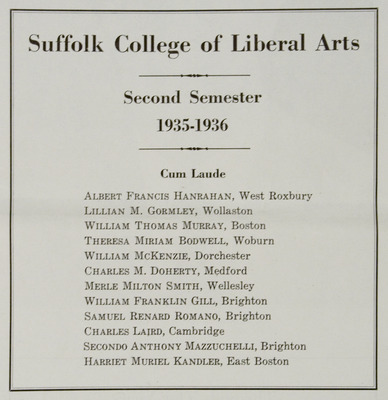 Suffolk College of Liberal Arts
Second Semester
1935-1936
Cum Laude
ALBERT FRANCIS HANRAHAN, West Roxbury
LILLIAN M. GORMLEY, Wollaston
WILLIAM THOMAS MURRAY, Boston
THERESA MIRIAM BODWELL, Woburn
WILLIAM MCKENZIE, Dorchester
CHARLES M. DOHERTY, Medford
MERLE MILTON SMITH, Wellesley
WILLIAM FRANKLIN GILL, Brighton
SAMUEL RENARD ROMANO, Brighton
CHARLES LAIRD, Cambridge
SECONDO ANTHONY MAZZUCHELLI, Brighton
HARRIET MURIEL KANDLER, East Boston